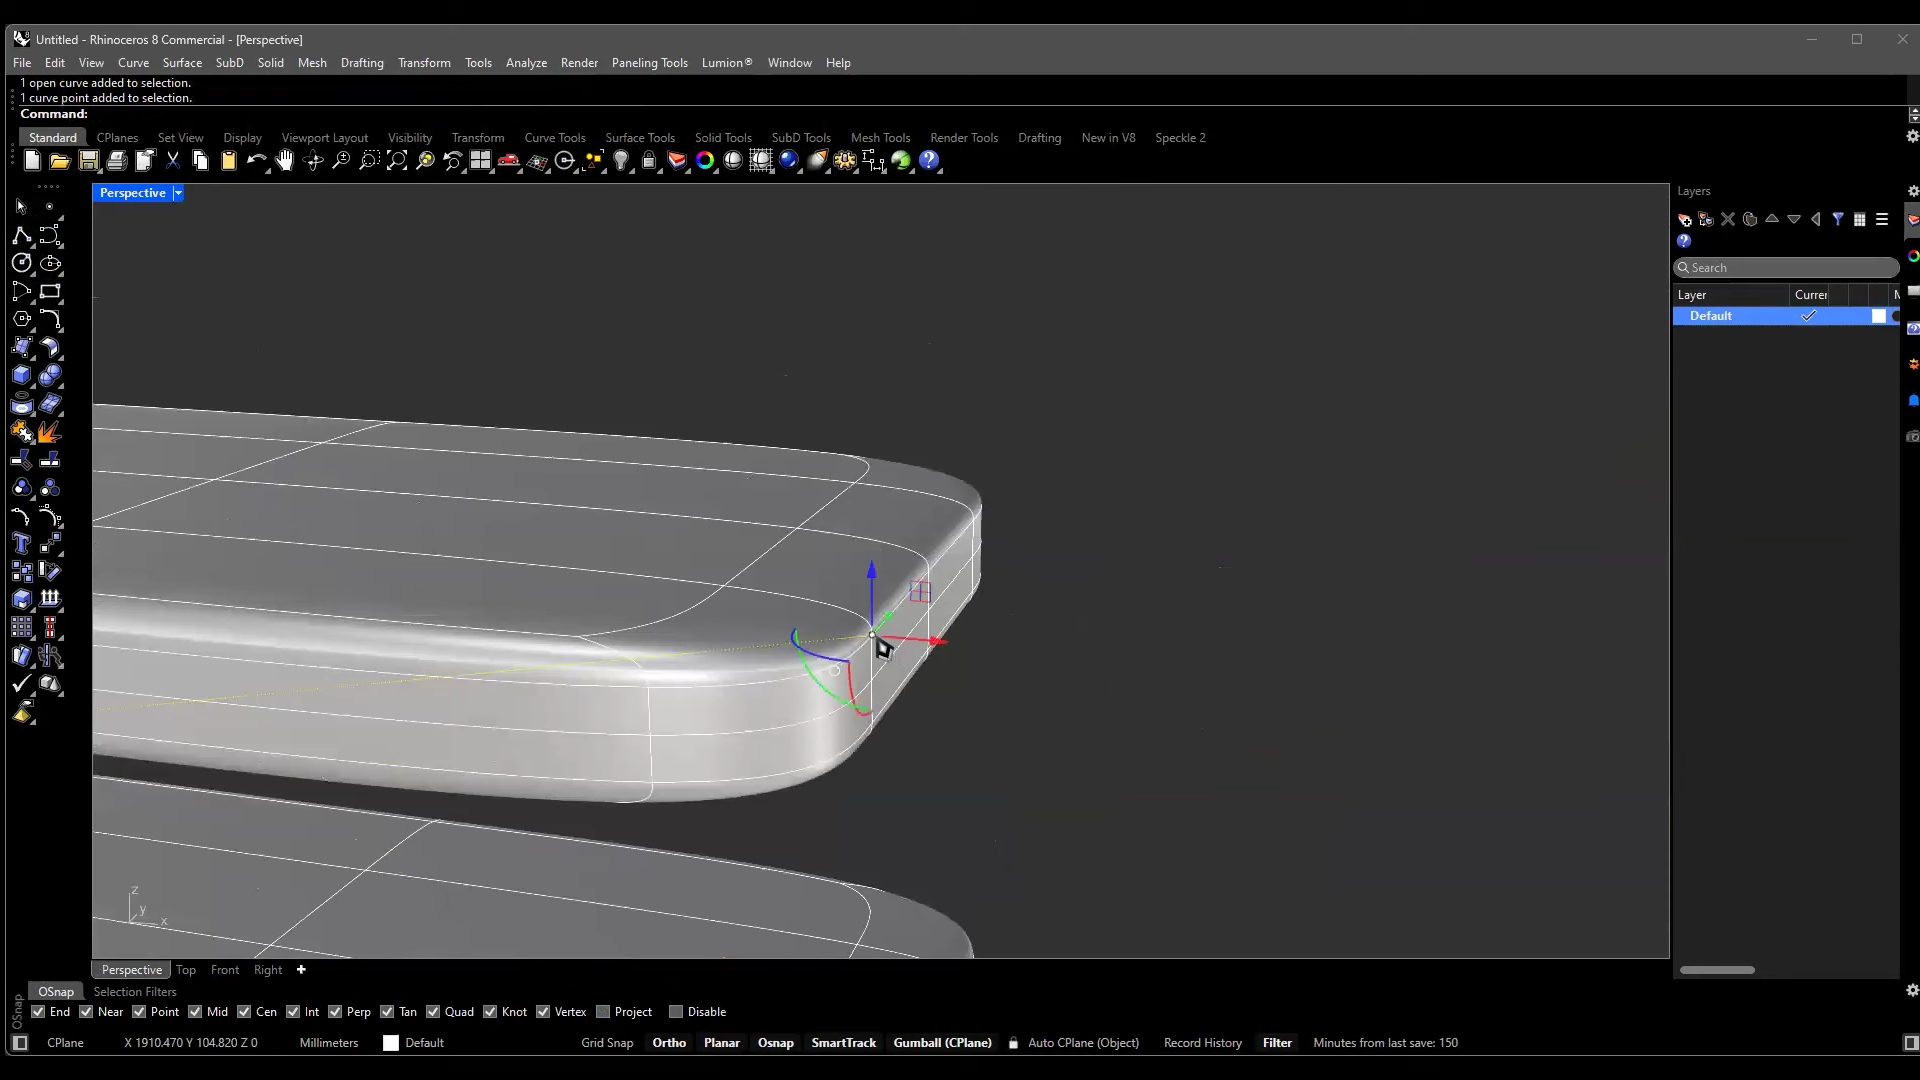 Untitled - Rhinoceros 8 Commercial - [Perspective]
File Edit View Curve Surface SubD Solid Mesh Drafting Transform Tools Analyze Render Paneling Tools Lumion® Window Help
1 open curve added to selection.
1 curve point added to selection.
Command:
Standard CPlanes Set View Display Viewport Layout Visibility Transform Curve Tools Surface Tools Solid Tools SubD Tools Mesh Tools Render Tools Drafting New in V8 Speckle 2
Perspective
Layers
Search
Layer Currer
Default
z
y
x
Perspective Top Front Right
OSnap Selection Filters
OSnap
End Near Point Mid Cen Int Perp Tan Quad Knot Vertex Project Disable
CPlane X 1910.470 Y 104.820 Z 0 Millimeters Default Grid Snap Ortho Planar Osnap SmartTrack Gumball (CPlane) Auto CPlane (Object) Record History Filter Minutes from last save: 150